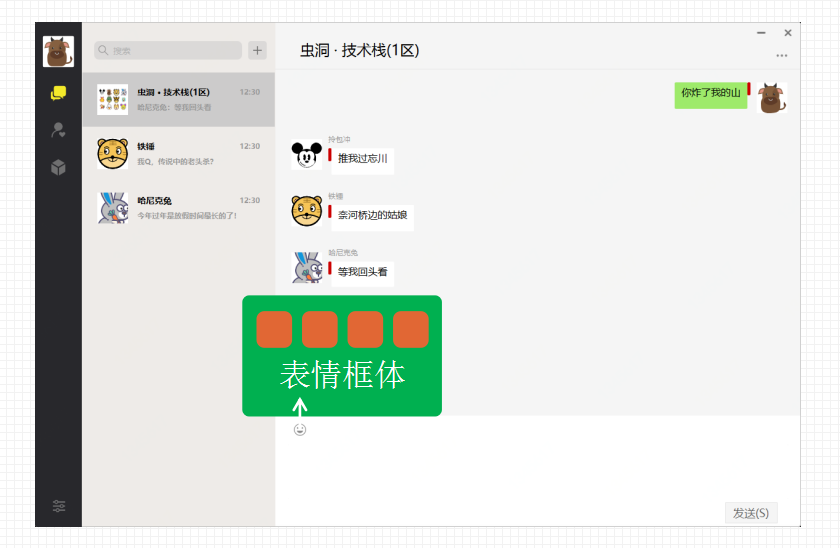 虫洞 · 技术栈(1区)
搜索
虫洞 • 技术栈(1区) 12:30
哈尼克兔：等我回头看
铁锤 12:30
我Q，传说中的老头杀?
哈尼克兔 12:30
今年过年是放假时间最长的了!
你炸了我的山
拎包冲
推我过忘川
铁锤
奈河桥边的姑娘
哈尼克兔
等我回头看
表情框体
发送(S)